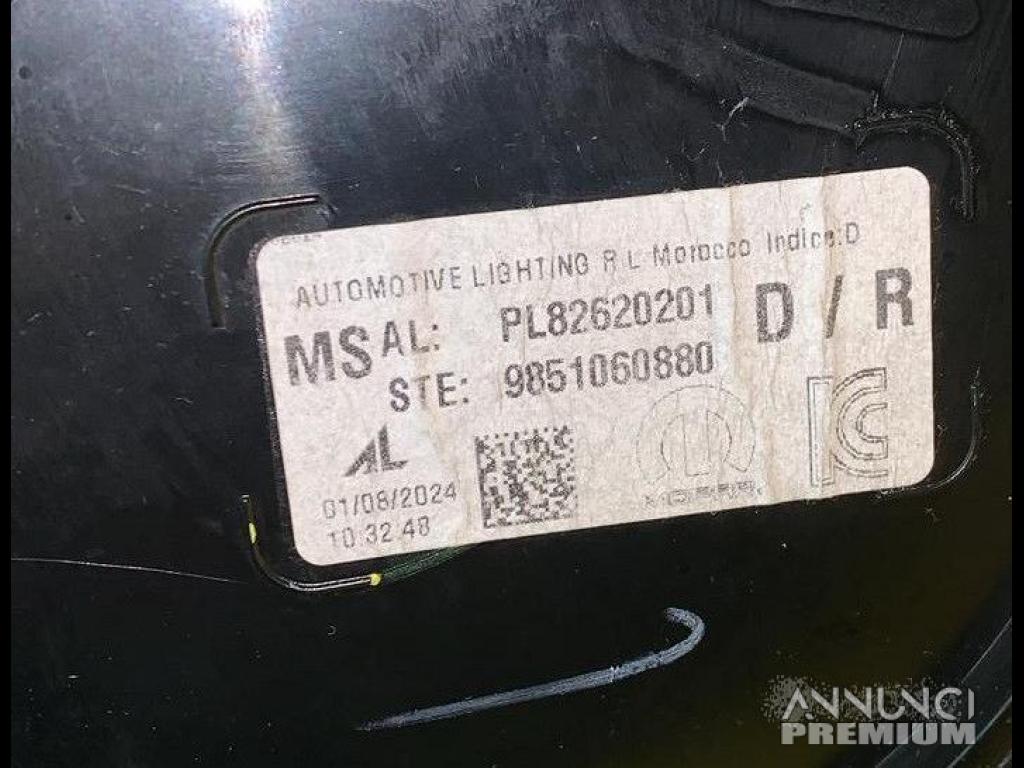 AUTOMOTIVE LIGHTING R L Morocco Indice:D
MS AL: PL82620201 D / R
STE: 9851060880
AL
01/08/2024
10:32:48
MOPAR.
KC
ANNUNCI
PREMIUM